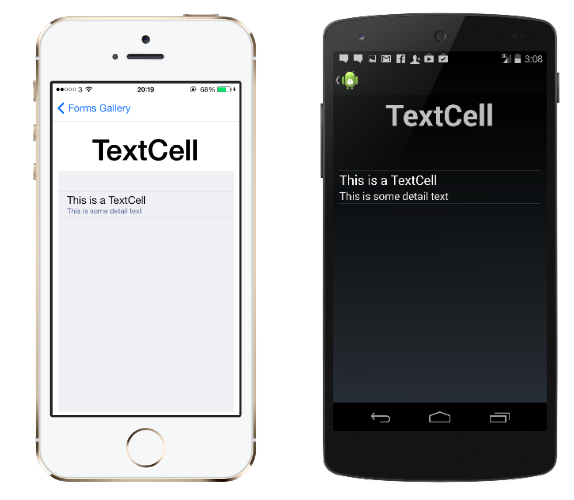 3 20:19 68%
Forms Gallery
TextCell
This is a TextCell
This is some detail text
3:08
TextCell
This is a TextCell
This is some detail text